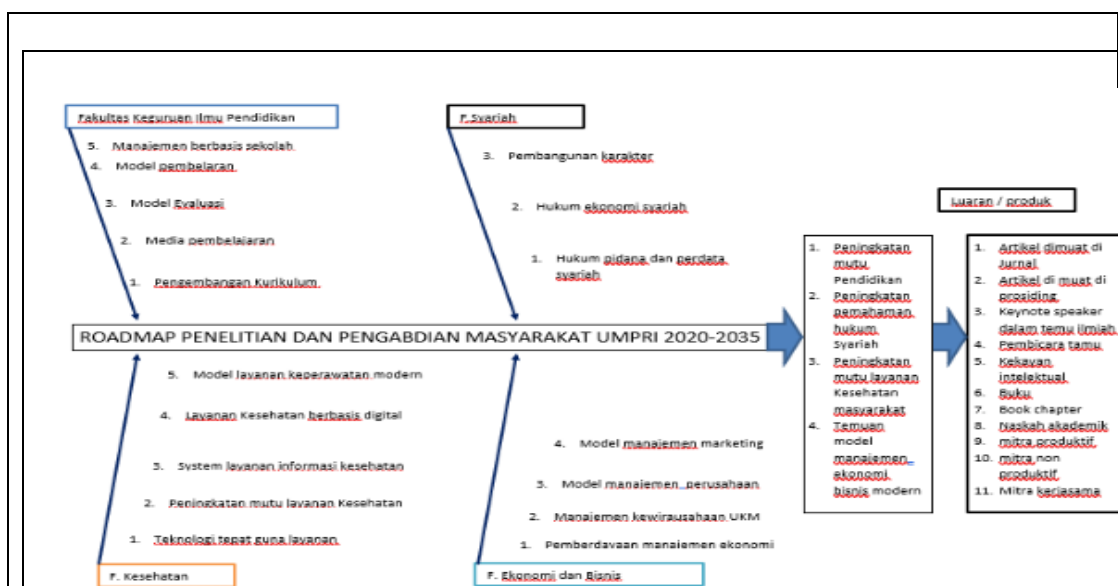 Fakultas Keguruan Ilmu Pendidikan
5. Manajemen berbasis sekolah
4. Model pembelaran
3. Model Evaluasi
2. Media pembelajaran
1. Pengembangan Kurikulum
F.Syariah
3. Pembangunan karakter
2. Hukum ekonomi syariah
1. Hukum pidana dan perdata
syariah
ROADMAP PENELITIAN DAN PENGABDIAN MASYARAKAT UMPRI 2020-2035
5. Model layanan keperawatan modern
4. Layanan Kesehatan berbasis digital
3. System layanan informasi kesehatan
2. Peningkatan mutu layanan Kesehatan
1. Teknologi tepat guna layanan
F. Kesehatan
4. Model manajemen marketing
3. Model manajemen perusahaan
2. Manajemen kewirausahaan UKM
1. Pemberdayaan manajemen ekonomi
F. Ekonomi dan Bisnis
1. Peningkatan
mutu
Pendidikan
2. Peningkatan
pemahaman
hukum
Syariah
3. Peningkatan
mutu layanan
Kesehatan
masyarakat
4. Temuan
model
manajemen
ekonomi
bisnis modern
Luaran / produk
1. Artikel dimuat di
Jurnal
2. Artikel di muat di
prosiding
3. Keynote speaker
dalam temu ilmiah
4. Pembicara tamu
5. Kekayan
intelektual
6. Buku
7. Book chapter
8. Naskah akademik
9. mitra produktif
10. mitra non
produktif
11. Mitra kerjasama